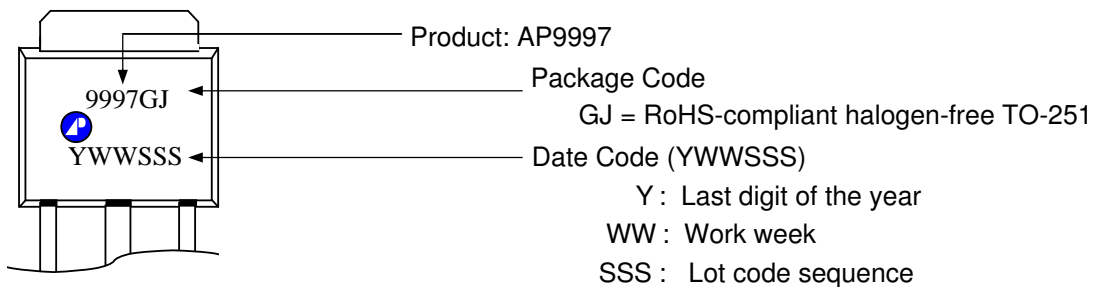 Product: AP9997
Package Code
9997GJ
GJ = RoHS-compliant halogen-free TO-251
AP
YWWSSS
Date Code (YWWSSS)
Y : Last digit of the year
WW : Work week
SSS : Lot code sequence